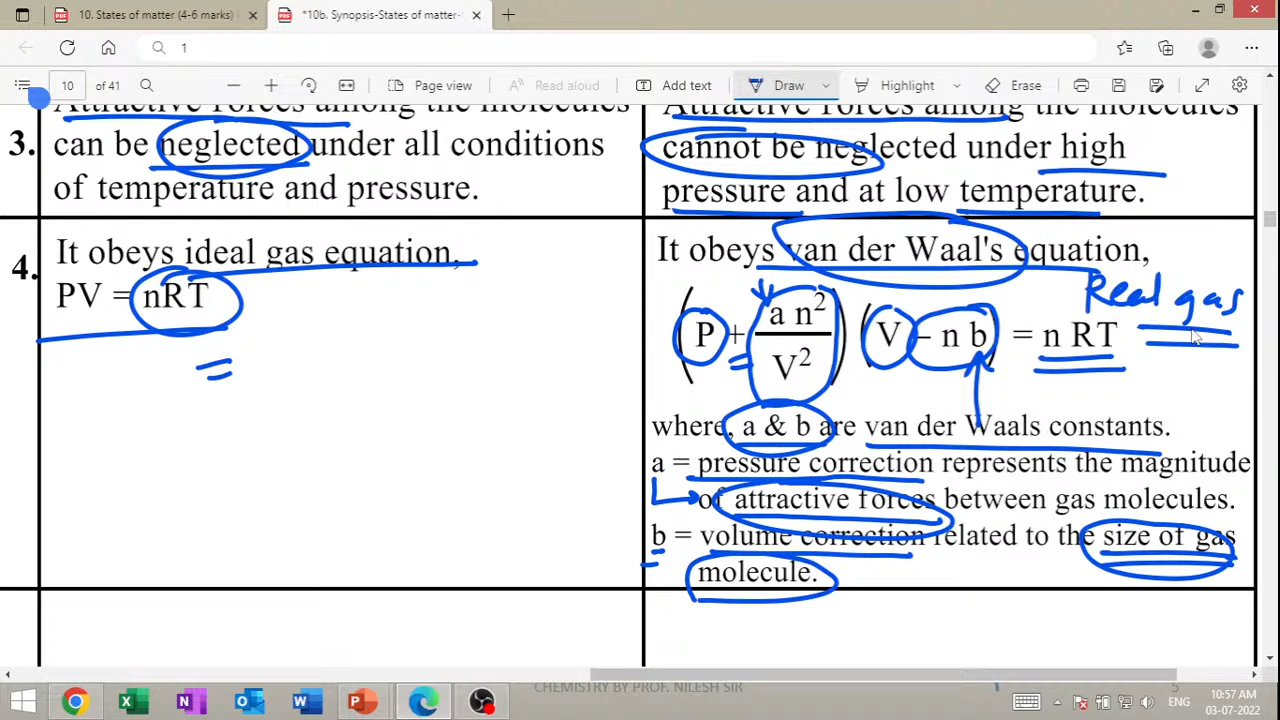 10. States of matter (4-6 marks)
*10b. Synopsis-States of matter-
1
10 of 41
Page view
Read aloud
Add text
Draw
Highlight
Erase
Attractive forces among the molecules
3. can be neglected under all conditions
of temperature and pressure.
Attractive forces among the molecules
cannot be neglected under high
pressure and at low temperature.
4. It obeys ideal gas equation,
PV = nRT
It obeys van der Waal's equation,
(P + a n²/V²) (V – n b) = n RT
Real gas
where, a & b are van der Waals constants.
a = pressure correction represents the magnitude
of attractive forces between gas molecules.
b = volume correction related to the size of gas
molecule.
CHEMISTRY BY PROF. NILESH SIR
1
5
ENG
10:57 AM
03-07-2022